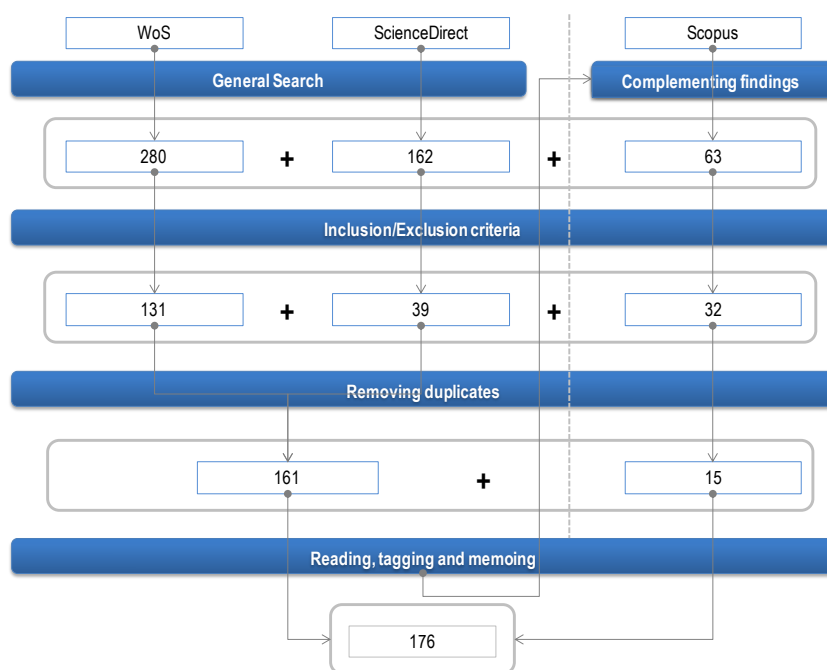 WoS
ScienceDirect
Scopus
General Search
Complementing findings
280
+
162
+
63
Inclusion/Exclusion criteria
131
+
39
+
32
Removing duplicates
161
+
15
Reading, tagging and memoing
176